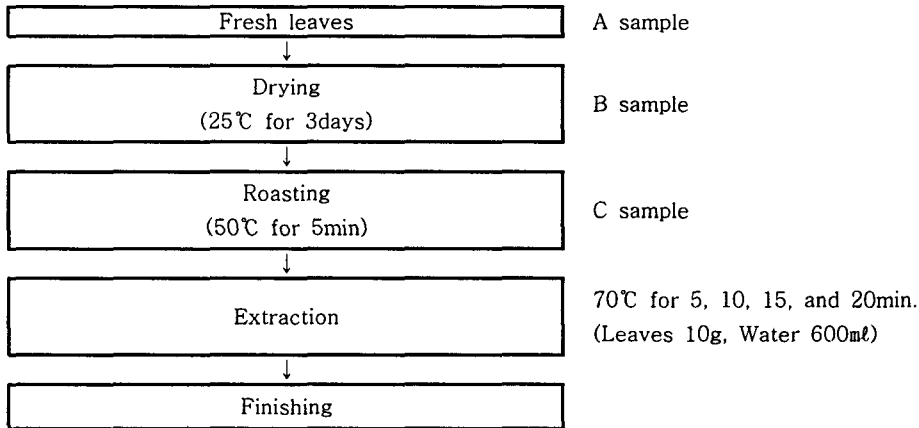 Fresh leaves
A sample
↓
Drying
(25℃ for 3days)
B sample
↓
Roasting
(50℃ for 5min)
C sample
↓
Extraction
70℃ for 5, 10, 15, and 20min.
(Leaves 10g, Water 600㎖)
↓
Finishing